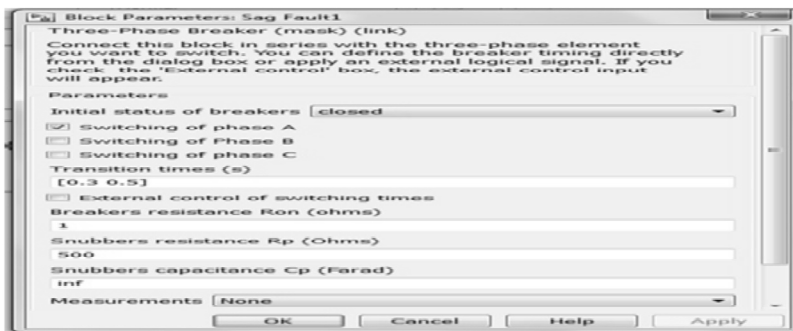 Block Parameters: Sag Fault1
Three-Phase Breaker (mask) (link)
Connect this block in series with the three-phase element
you want to switch. You can define the breaker timing directly
from the dialog box or apply an external logical signal. If you
check the 'External control' box, the external control input
will appear.
Parameters
Initial status of breakers closed
Switching of phase A
Switching of Phase B
Switching of phase C
Transition times (s)
[0.3 0.5]
External control of switching times
Breakers resistance Ron (ohms)
1
Snubbers resistance Rp (Ohms)
500
Snubbers capacitance Cp (Farad)
inf
Measurements None
OK Cancel Help Apply